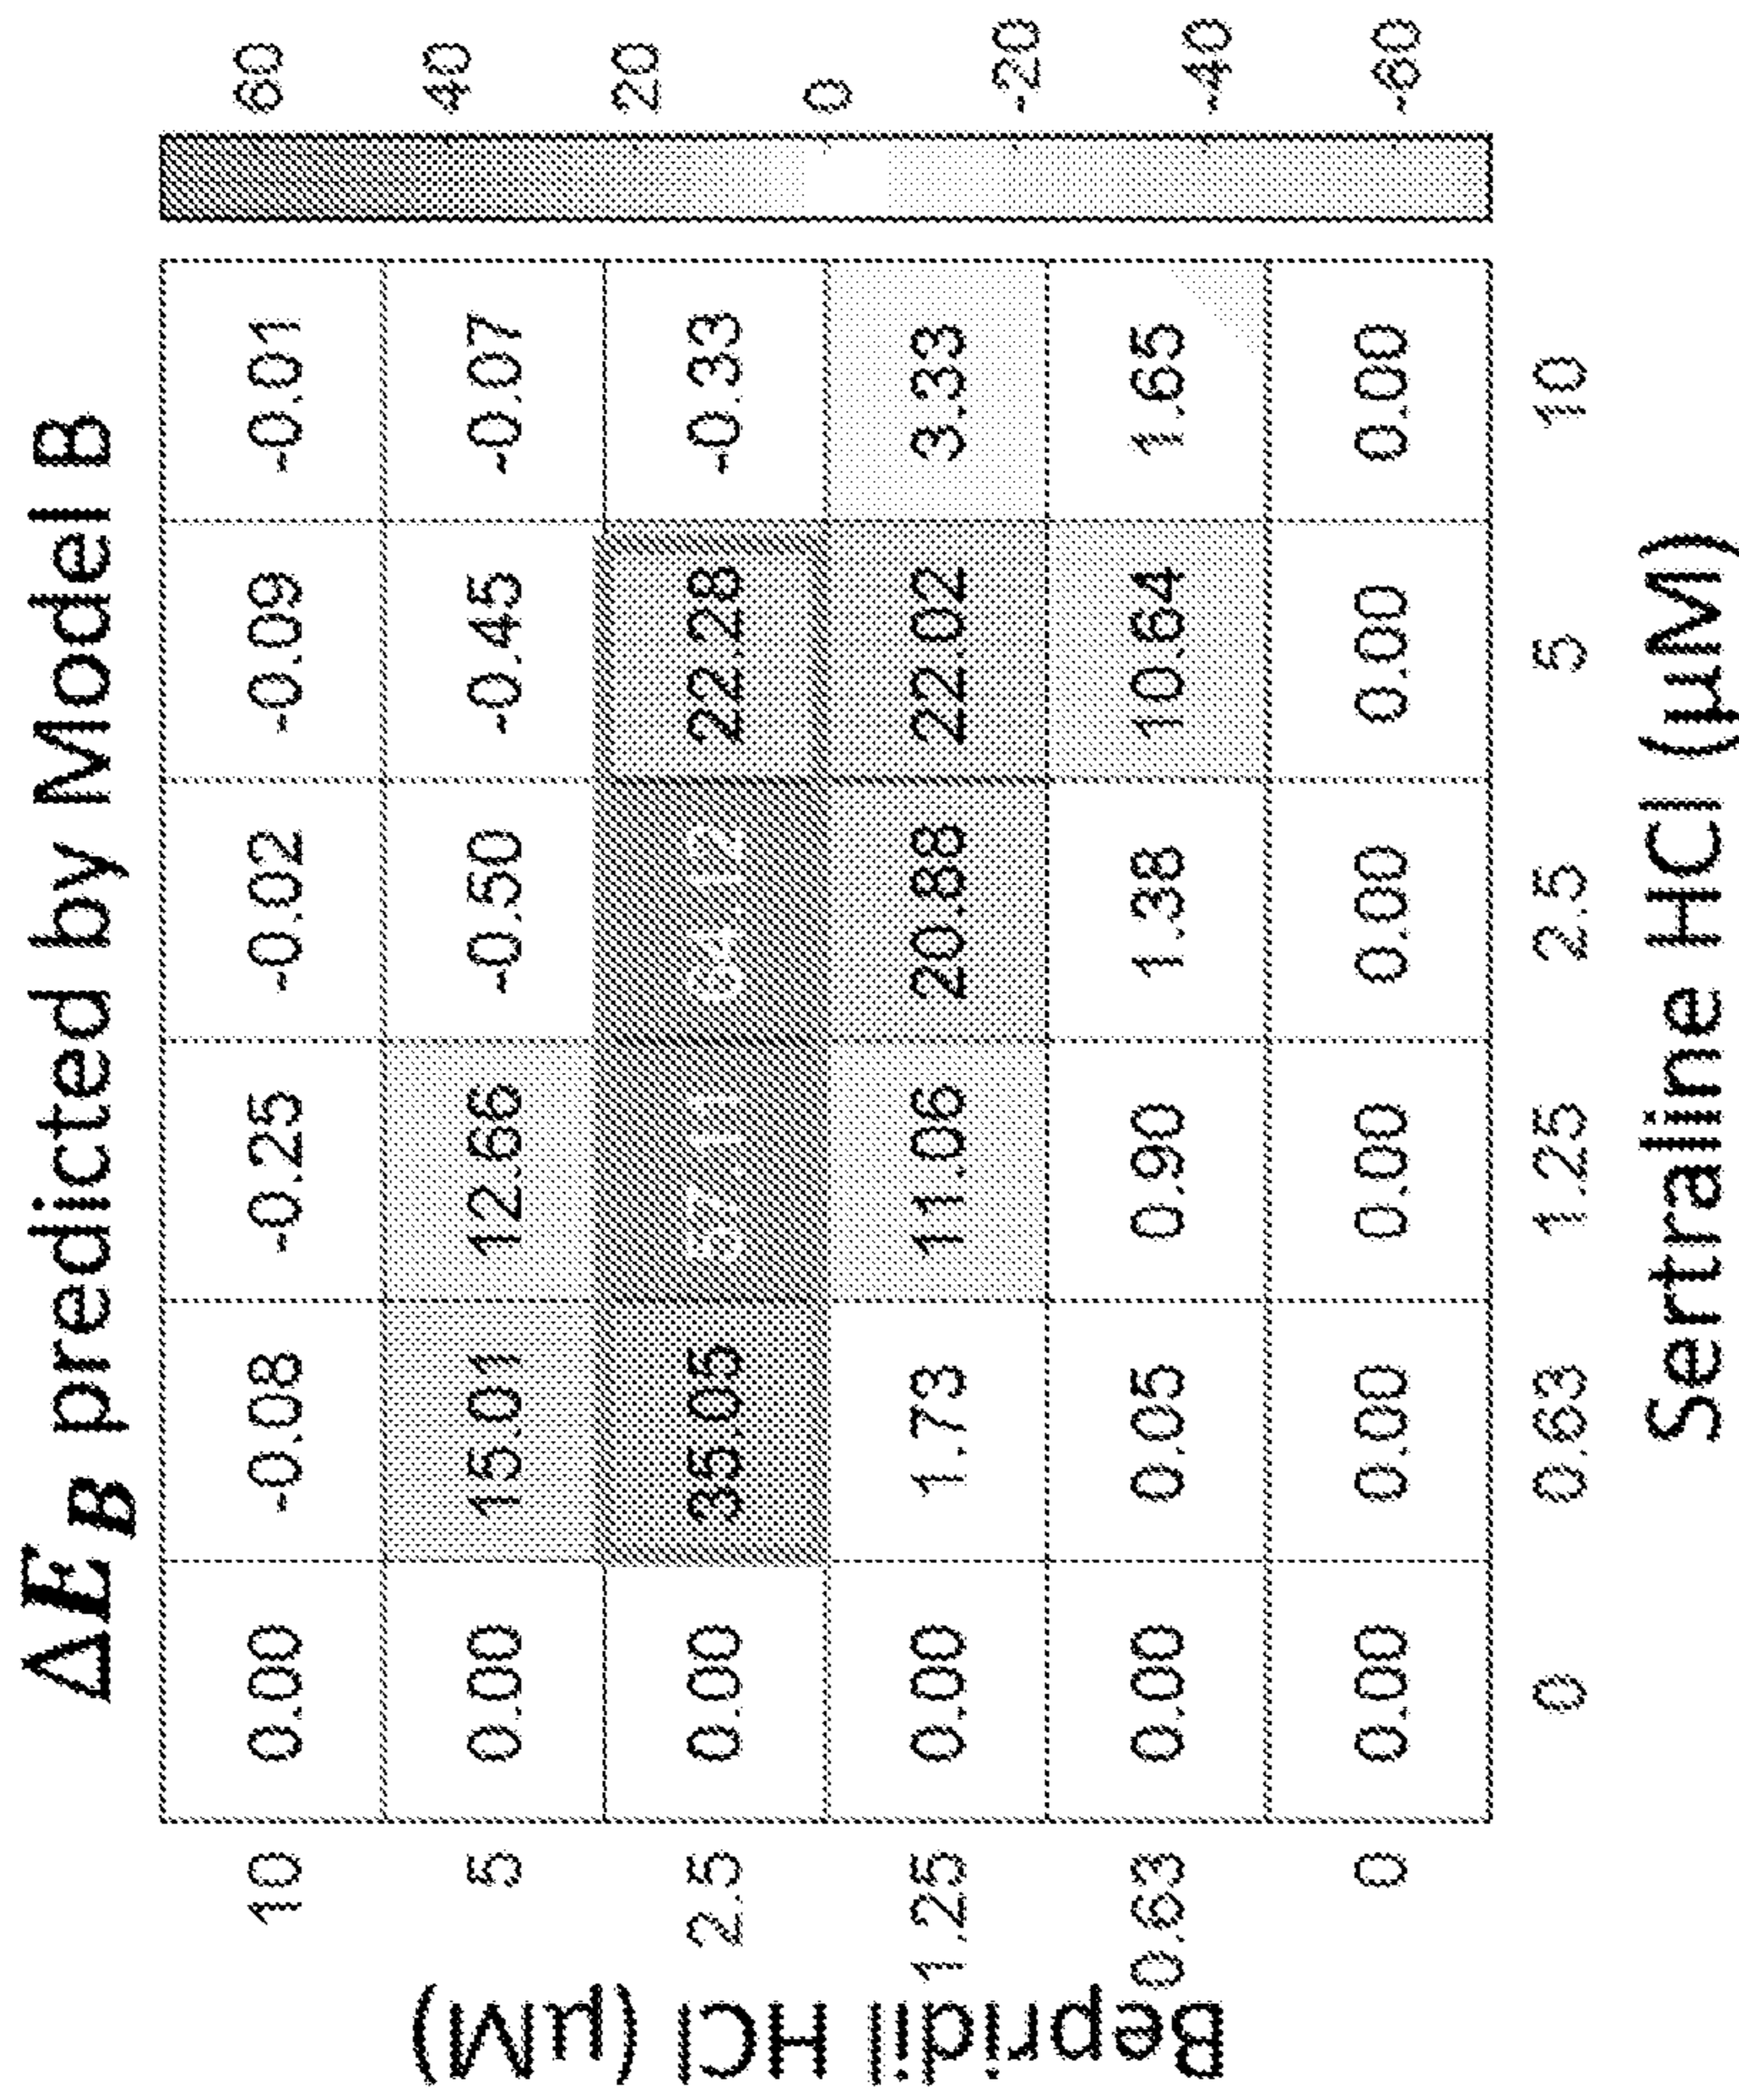 ΔE_B predicted by Model B
Bepridil HCl (µM)
10 0.00 -0.08 -0.25 -0.02 -0.09 -0.01
5 0.00 15.01 12.66 -0.50 -0.45 -0.07
2.5 0.00 35.05 57.11 64.12 22.28 -0.33
1.25 0.00 1.73 11.06 20.88 22.02 3.33
0.63 0.00 0.05 0.90 1.38 10.64 1.65
0 0.00 0.00 0.00 0.00 0.00 0.00
0 0.63 1.25 2.5 5 10
Sertraline HCl (µM)
60
40
20
0
-20
-40
-60